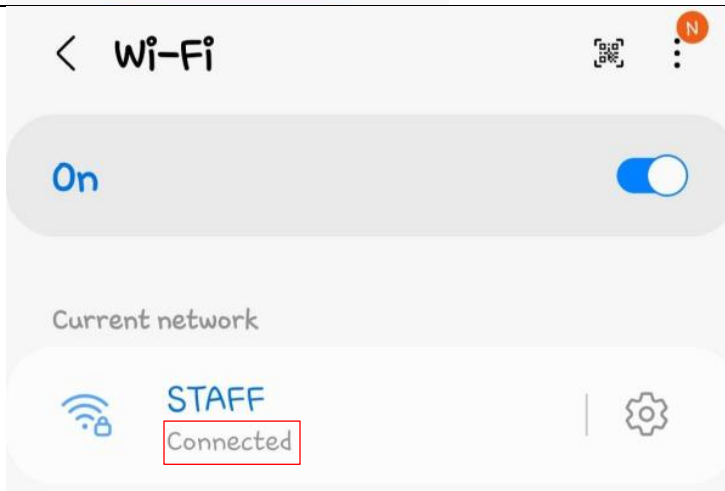 Wi-Fi
N
On
Current network
STAFF
Connected